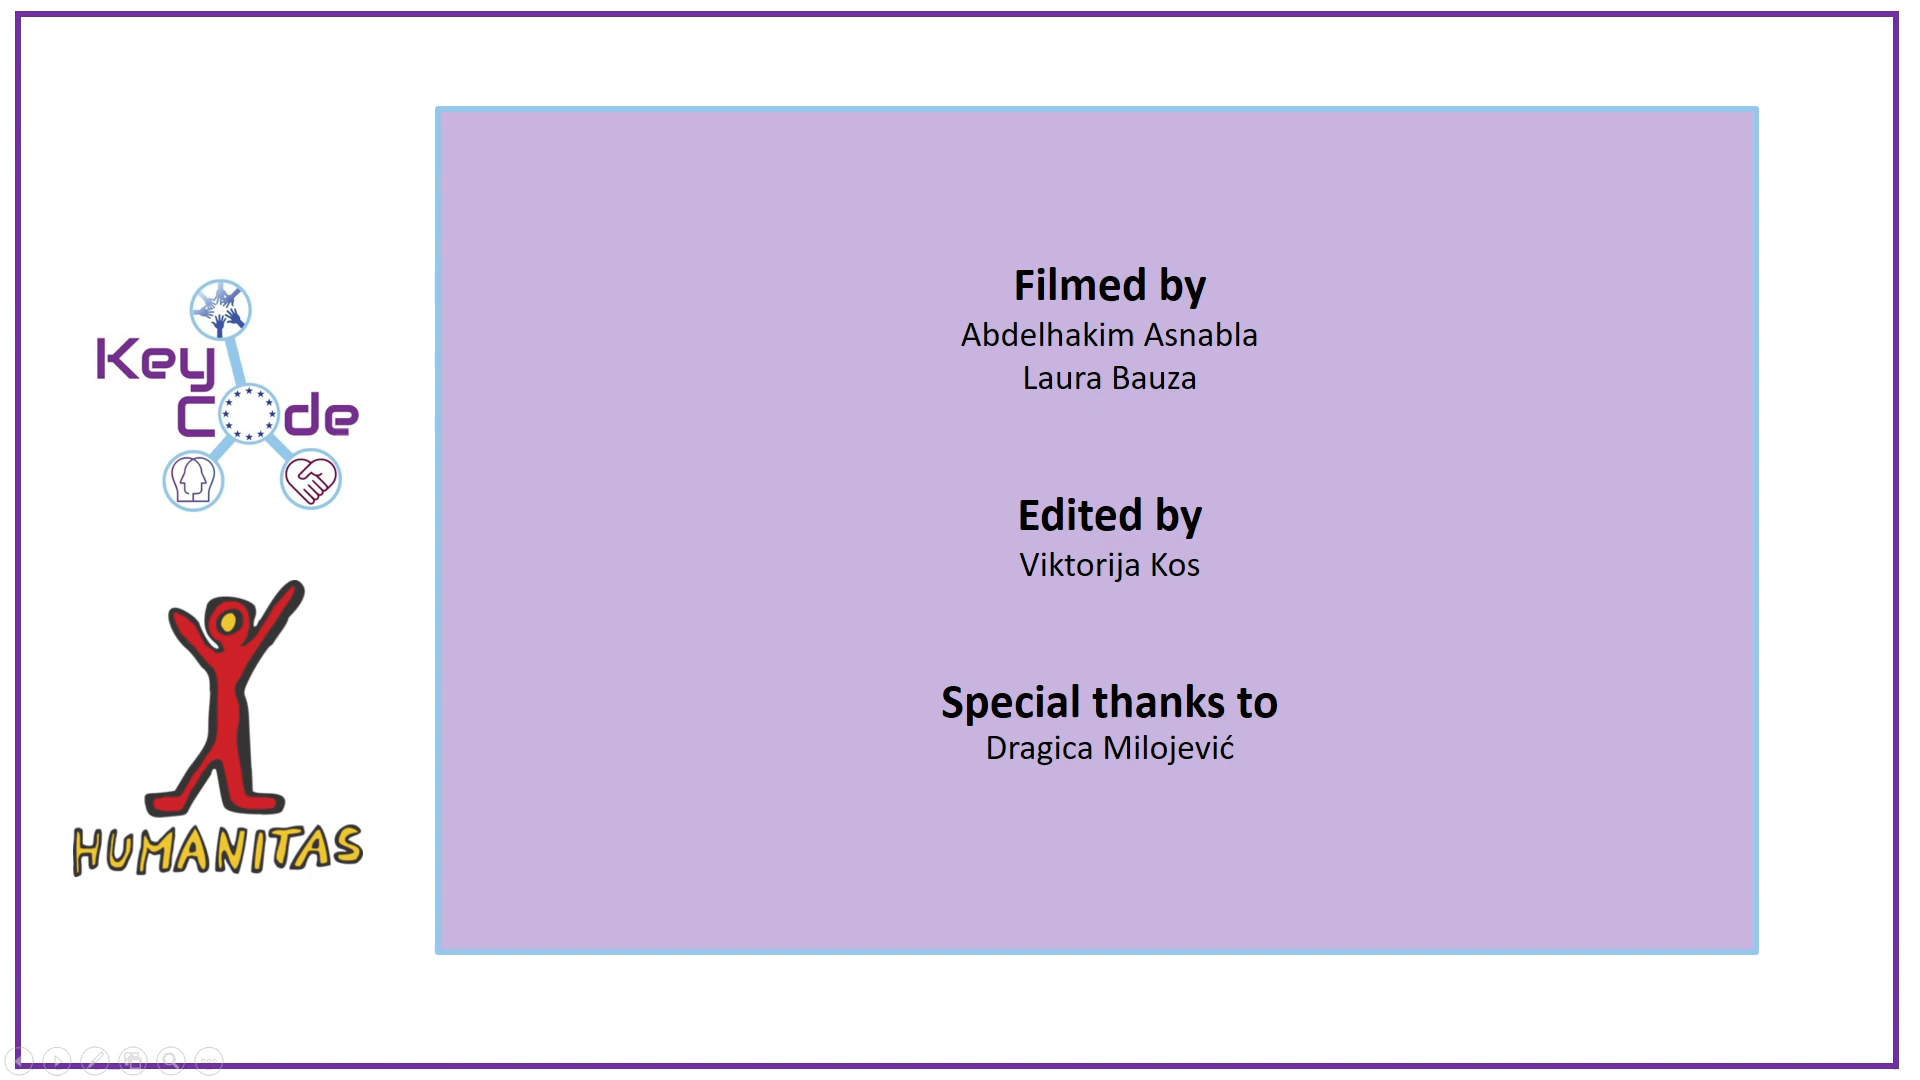 Key
Code
HUMANITAS
Filmed by
Abdelhakim Asnabla
Laura Bauza
Edited by
Viktorija Kos
Special thanks to
Dragica Milojević